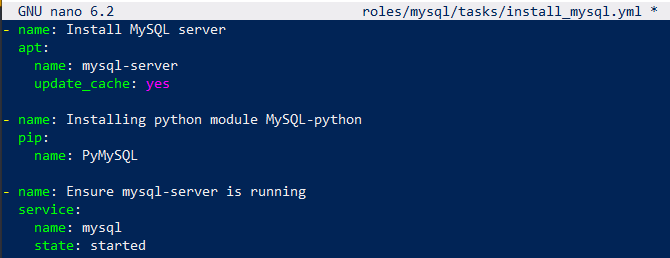 GNU nano 6.2 roles/mysql/tasks/install_mysql.yml *
- name: Install MySQL server
  apt:
    name: mysql-server
    update_cache: yes

- name: Installing python module MySQL-python
  pip:
    name: PyMySQL

- name: Ensure mysql-server is running
  service:
    name: mysql
    state: started